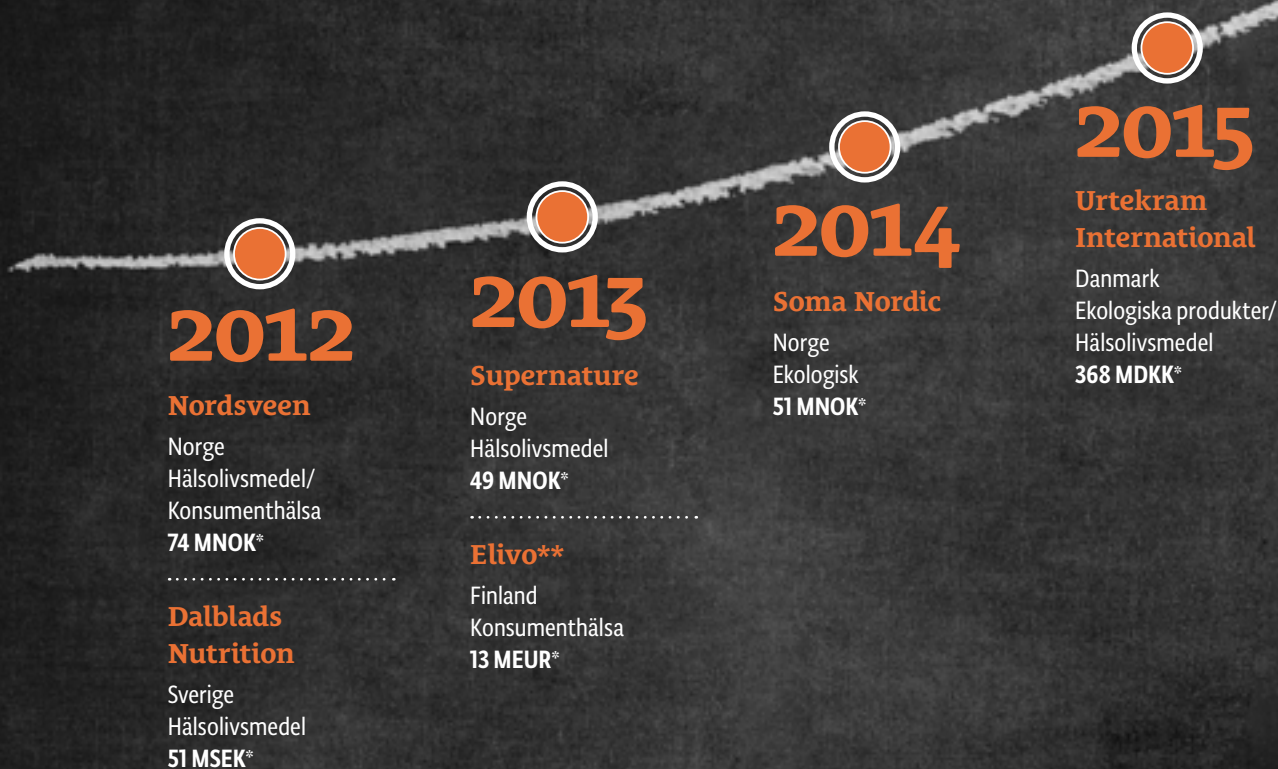 2012
Nordsveen
Norge
Hälsolivsmedel/
Konsumenthälsa
74 MNOK*
Dalblads
Nutrition
Sverige
Hälsolivsmedel
51 MSEK*
2013
Supernature
Norge
Hälsolivsmedel
49 MNOK*
Elivo**
Finland
Konsumenthälsa
13 MEUR*
2014
Soma Nordic
Norge
Ekologisk
51 MNOK*
2015
Urtekram
International
Danmark
Ekologiska produkter/
Hälsolivsmedel
368 MDKK*